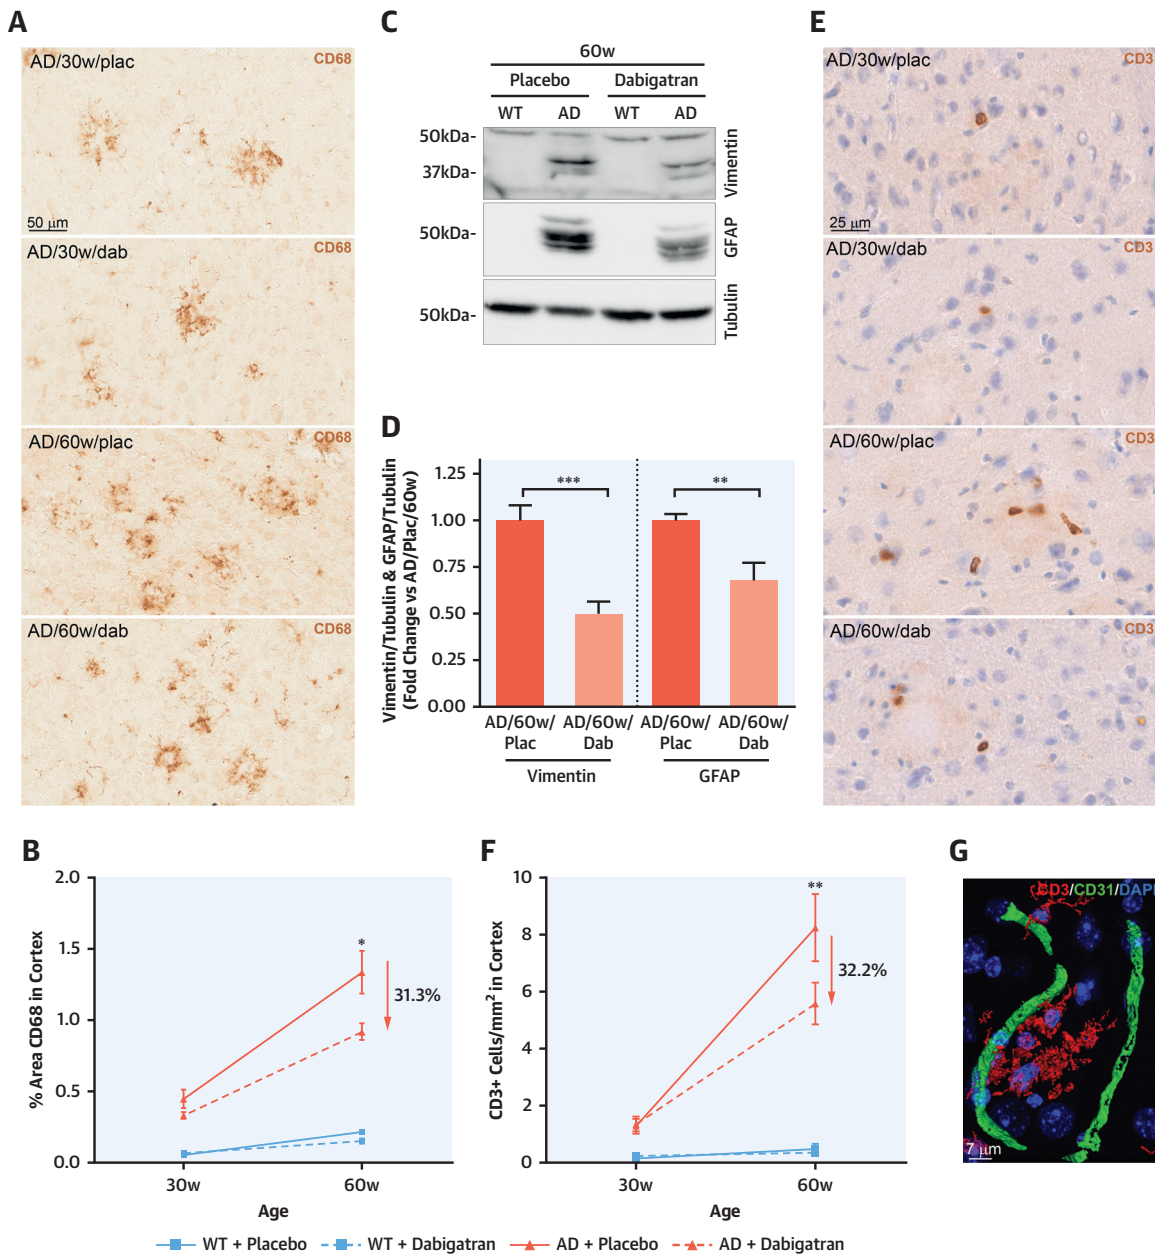 A
AD/30w/plac
CD68
50 µm
AD/30w/dab
CD68
AD/60w/plac
CD68
AD/60w/dab
CD68
C
60w
Placebo
Dabigatran
WT
AD
WT
AD
50kDa-
37kDa-
Vimentin
50kDa-
GFAP
50kDa-
Tubulin
D
Vimentin/Tubulin & GFAP/Tubulin
(Fold Change vs AD/Plac/60w)
1.25
1.00
0.75
0.50
0.25
0.00
***
**
AD/60w/
Plac
AD/60w/
Dab
AD/60w/
Plac
AD/60w/
Dab
Vimentin
GFAP
E
AD/30w/plac
CD3
25 µm
AD/30w/dab
CD3
AD/60w/plac
CD3
AD/60w/dab
CD3
B
% Area CD68 in Cortex
2.0
1.5
1.0
0.5
0.0
*
31.3%
30w
60w
Age
F
CD3+ Cells/mm² in Cortex
10
8
6
4
2
0
**
32.2%
30w
60w
Age
G
CD3/CD31/DAPI
7 µm
WT + Placebo
WT + Dabigatran
AD + Placebo
AD + Dabigatran